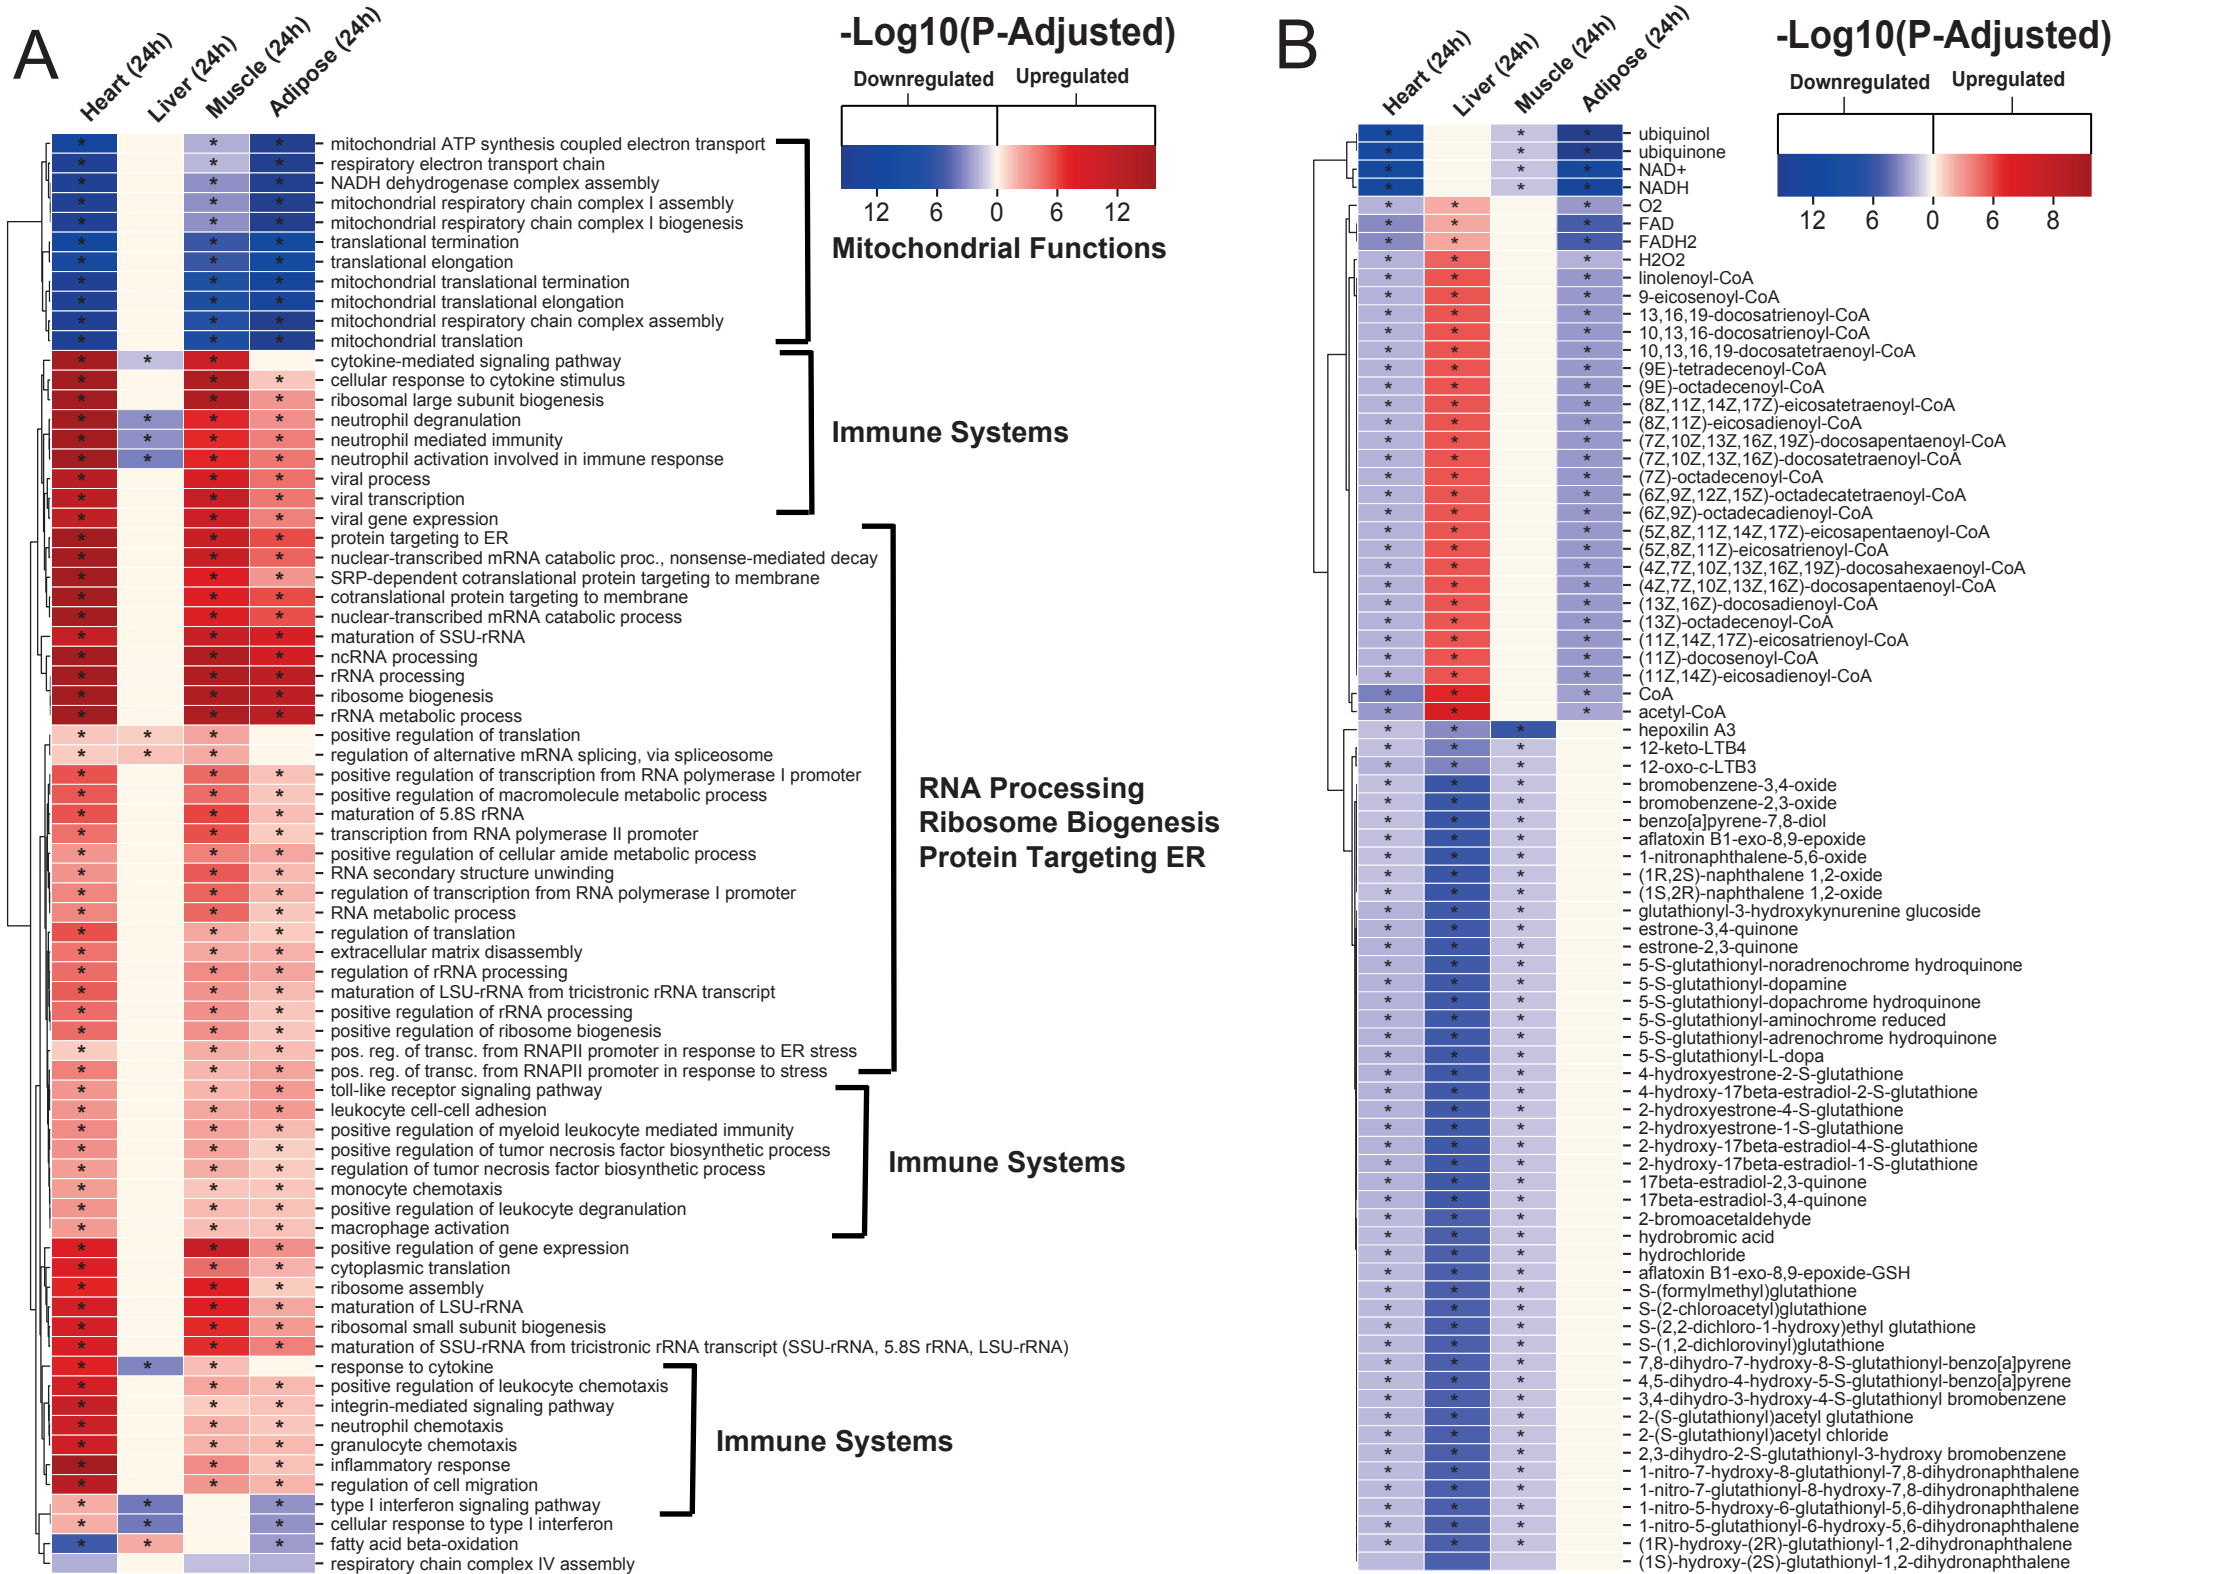 A
Heart (24h)
Liver (24h)
Muscle (24h)
Adipose (24h)
-Log10(P-Adjusted)
Downregulated
Upregulated
12 6 0 6 12
mitochondrial ATP synthesis coupled electron transport
respiratory electron transport chain
NADH dehydrogenase complex assembly
mitochondrial respiratory chain complex I assembly
mitochondrial respiratory chain complex I biogenesis
translational termination
translational elongation
mitochondrial translational termination
mitochondrial translational elongation
mitochondrial respiratory chain complex assembly
mitochondrial translation
Mitochondrial Functions
cytokine-mediated signaling pathway
cellular response to cytokine stimulus
ribosomal large subunit biogenesis
neutrophil degranulation
neutrophil mediated immunity
neutrophil activation involved in immune response
viral process
viral transcription
viral gene expression
Immune Systems
protein targeting to ER
nuclear-transcribed mRNA catabolic proc., nonsense-mediated decay
SRP-dependent cotranslational protein targeting to membrane
cotranslational protein targeting to membrane
nuclear-transcribed mRNA catabolic process
maturation of SSU-rRNA
ncRNA processing
rRNA processing
ribosome biogenesis
rRNA metabolic process
positive regulation of translation
regulation of alternative mRNA splicing, via spliceosome
positive regulation of transcription from RNA polymerase I promoter
positive regulation of macromolecule metabolic process
maturation of 5.8S rRNA
transcription from RNA polymerase II promoter
positive regulation of cellular amide metabolic process
RNA secondary structure unwinding
regulation of transcription from RNA polymerase I promoter
RNA metabolic process
regulation of translation
extracellular matrix disassembly
regulation of rRNA processing
maturation of LSU-rRNA from tricistronic rRNA transcript
positive regulation of rRNA processing
positive regulation of ribosome biogenesis
pos. reg. of transc. from RNAPII promoter in response to ER stress
pos. reg. of transc. from RNAPII promoter in response to stress
RNA Processing
Ribosome Biogenesis
Protein Targeting ER
toll-like receptor signaling pathway
leukocyte cell-cell adhesion
positive regulation of myeloid leukocyte mediated immunity
positive regulation of tumor necrosis factor biosynthetic process
regulation of tumor necrosis factor biosynthetic process
monocyte chemotaxis
positive regulation of leukocyte degranulation
macrophage activation
Immune Systems
positive regulation of gene expression
cytoplasmic translation
ribosome assembly
maturation of LSU-rRNA
ribosomal small subunit biogenesis
maturation of SSU-rRNA from tricistronic rRNA transcript (SSU-rRNA, 5.8S rRNA, LSU-rRNA)
response to cytokine
positive regulation of leukocyte chemotaxis
integrin-mediated signaling pathway
neutrophil chemotaxis
granulocyte chemotaxis
inflammatory response
regulation of cell migration
type I interferon signaling pathway
cellular response to type I interferon
Immune Systems
fatty acid beta-oxidation
respiratory chain complex IV assembly
B
Heart (24h)
Liver (24h)
Muscle (24h)
Adipose (24h)
-Log10(P-Adjusted)
Downregulated
Upregulated
12 6 0 6 8
ubiquinol
ubiquinone
NAD+
NADH
O2
FAD
FADH2
H2O2
linolenoyl-CoA
9-eicosenoyl-CoA
13,16,19-docosatrienoyl-CoA
10,13,16-docosatrienoyl-CoA
10,13,16,19-docosatetraenoyl-CoA
(9E)-tetradecenoyl-CoA
(9E)-octadecenoyl-CoA
(8Z,11Z,14Z,17Z)-eicosatetraenoyl-CoA
(8Z,11Z)-eicosadienoyl-CoA
(7Z,10Z,13Z,16Z,19Z)-docosapentaenoyl-CoA
(7Z,10Z,13Z,16Z)-docosatetraenoyl-CoA
(7Z)-octadecenoyl-CoA
(6Z,9Z,12Z,15Z)-octadecatetraenoyl-CoA
(6Z,9Z)-octadecadienoyl-CoA
(5Z,8Z,11Z,14Z,17Z)-eicosapentaenoyl-CoA
(5Z,8Z,11Z)-eicosatrienoyl-CoA
(4Z,7Z,10Z,13Z,16Z,19Z)-docosahexaenoyl-CoA
(4Z,7Z,10Z,13Z,16Z)-docosapentaenoyl-CoA
(13Z,16Z)-docosadienoyl-CoA
(13Z)-octadecenoyl-CoA
(11Z,14Z,17Z)-eicosatrienoyl-CoA
(11Z)-docosenoyl-CoA
(11Z,14Z)-eicosadienoyl-CoA
CoA
acetyl-CoA
hepoxilin A3
12-keto-LTB4
12-oxo-c-LTB3
bromobenzene-3,4-oxide
bromobenzene-2,3-oxide
benzo[a]pyrene-7,8-diol
aflatoxin B1-exo-8,9-epoxide
1-nitronaphthalene-5,6-oxide
(1R,2S)-naphthalene 1,2-oxide
(1S,2R)-naphthalene 1,2-oxide
glutathionyl-3-hydroxykynurenine glucoside
estrone-3,4-quinone
estrone-2,3-quinone
5-S-glutathionyl-noradrenochrome hydroquinone
5-S-glutathionyl-dopamine
5-S-glutathionyl-dopachrome hydroquinone
5-S-glutathionyl-aminochrome reduced
5-S-glutathionyl-adrenochrome hydroquinone
5-S-glutathionyl-L-dopa
4-hydroxyestrone-2-S-glutathione
4-hydroxy-17beta-estradiol-2-S-glutathione
2-hydroxyestrone-4-S-glutathione
2-hydroxyestrone-1-S-glutathione
2-hydroxy-17beta-estradiol-4-S-glutathione
2-hydroxy-17beta-estradiol-1-S-glutathione
17beta-estradiol-2,3-quinone
17beta-estradiol-3,4-quinone
2-bromoacetaldehyde
hydrobromic acid
hydrochloride
aflatoxin B1-exo-8,9-epoxide-GSH
S-(formylmethyl)glutathione
S-(2-chloroacetyl)glutathione
S-(2,2-dichloro-1-hydroxy)ethyl glutathione
S-(1,2-dichlorovinyl)glutathione
7,8-dihydro-7-hydroxy-8-S-glutathionyl-benzo[a]pyrene
4,5-dihydro-4-hydroxy-5-S-glutathionyl-benzo[a]pyrene
3,4-dihydro-3-hydroxy-4-S-glutathionyl bromobenzene
2-(S-glutathionyl)acetyl glutathione
2-(S-glutathionyl)acetyl chloride
2,3-dihydro-2-S-glutathionyl-3-hydroxy bromobenzene
1-nitro-7-hydroxy-8-glutathionyl-7,8-dihydronaphthalene
1-nitro-7-glutathionyl-8-hydroxy-7,8-dihydronaphthalene
1-nitro-5-hydroxy-6-glutathionyl-5,6-dihydronaphthalene
1-nitro-5-glutathionyl-6-hydroxy-5,6-dihydronaphthalene
(1R)-hydroxy-(2R)-glutathionyl-1,2-dihydronaphthalene
(1S)-hydroxy-(2S)-glutathionyl-1,2-dihydronaphthalene